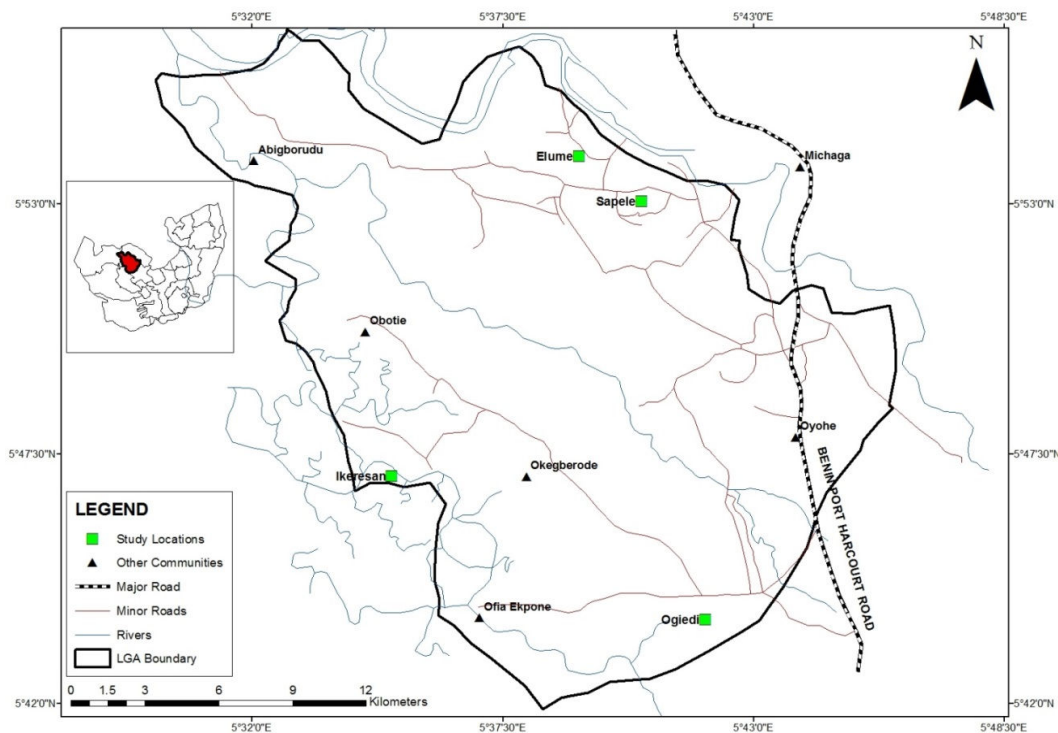 5°32'0"E
5°37'30"E
5°43'0"E
5°48'30"E
N
Abigborudu
Elume
Michaga
Sapele
5°53'0"N
5°53'0"N
Obotie
Oyohe
5°47'30"N
5°47'30"N
Ikeresan
Okegberode
BENIN PORT HARCOURT ROAD
LEGEND
Study Locations
Other Communities
Major Road
Minor Roads
Rivers
LGA Boundary
Ofia Ekpone
Ogiedi
0 1.5 3 6 9 12
Kilometers
5°42'0"N
5°42'0"N
5°32'0"E
5°37'30"E
5°43'0"E
5°48'30"E